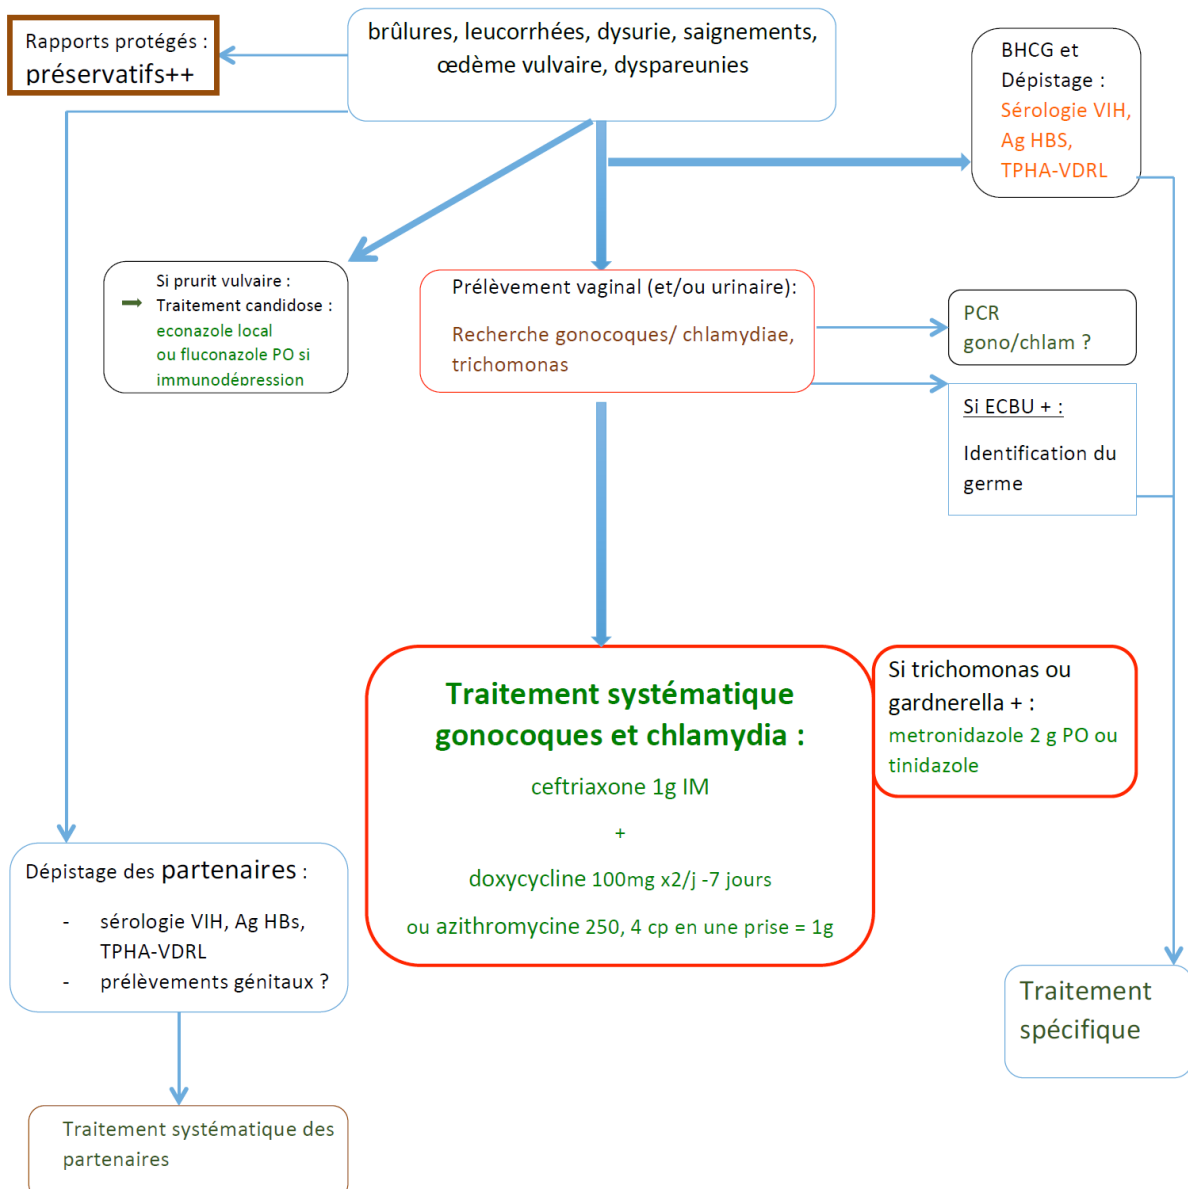 Rapports protégés :
préservatifs++
brûlures, leucorrhées, dysurie, saignements,
œdème vulvaire, dyspareunies
BHCG et
Dépistage :
Sérologie VIH,
Ag HBS,
TPHA-VDRL
Si prurit vulvaire :
Traitement candidose :
econazole local
ou fluconazole PO si
immunodépression
Prélèvement vaginal (et/ou urinaire):
Recherche gonocoques/ chlamydiae,
trichomonas
PCR
gono/chlam ?
Si ECBU + :
Identification du
germe
Traitement systématique
gonocoques et chlamydia :
ceftriaxone 1g IM
+
doxycycline 100mg x2/j -7 jours
ou azithromycine 250, 4 cp en une prise = 1g
Si trichomonas ou
gardnerella + :
metronidazole 2 g PO ou
tinidazole
Dépistage des partenaires :
- sérologie VIH, Ag HBs,
TPHA-VDRL
- prélèvements génitaux ?
Traitement
spécifique
Traitement systématique des
partenaires